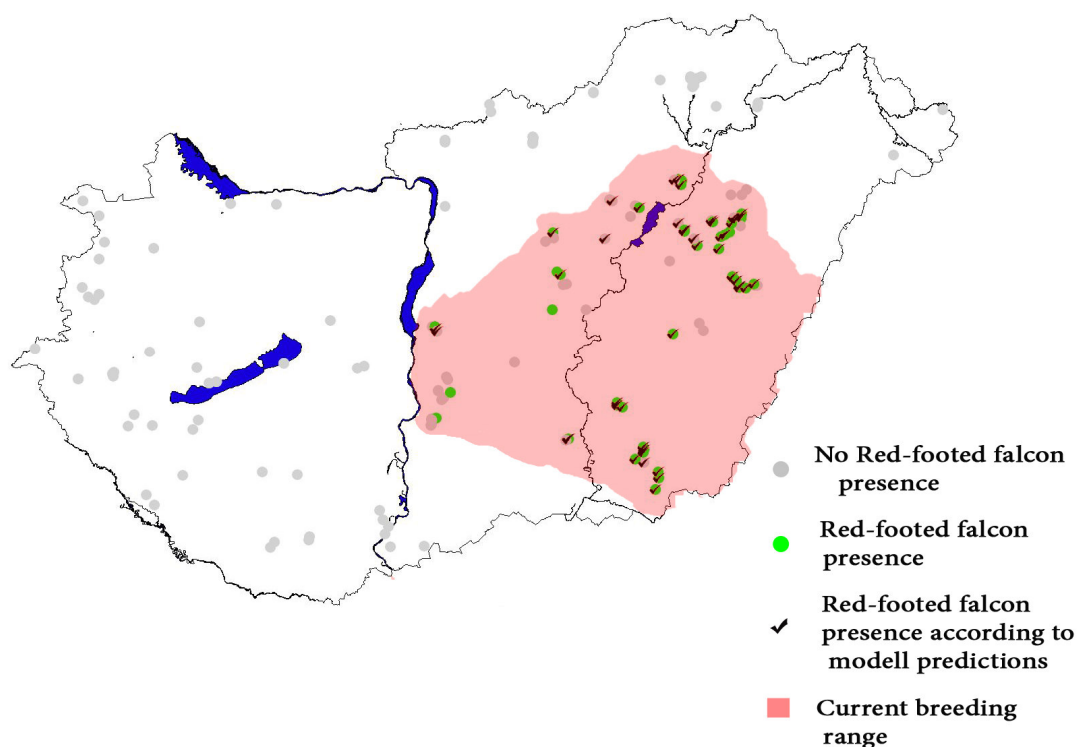 No Red-footed falcon
presence
Red-footed falcon
presence
Red-footed falcon
presence according to
modell predictions
Current breeding
range